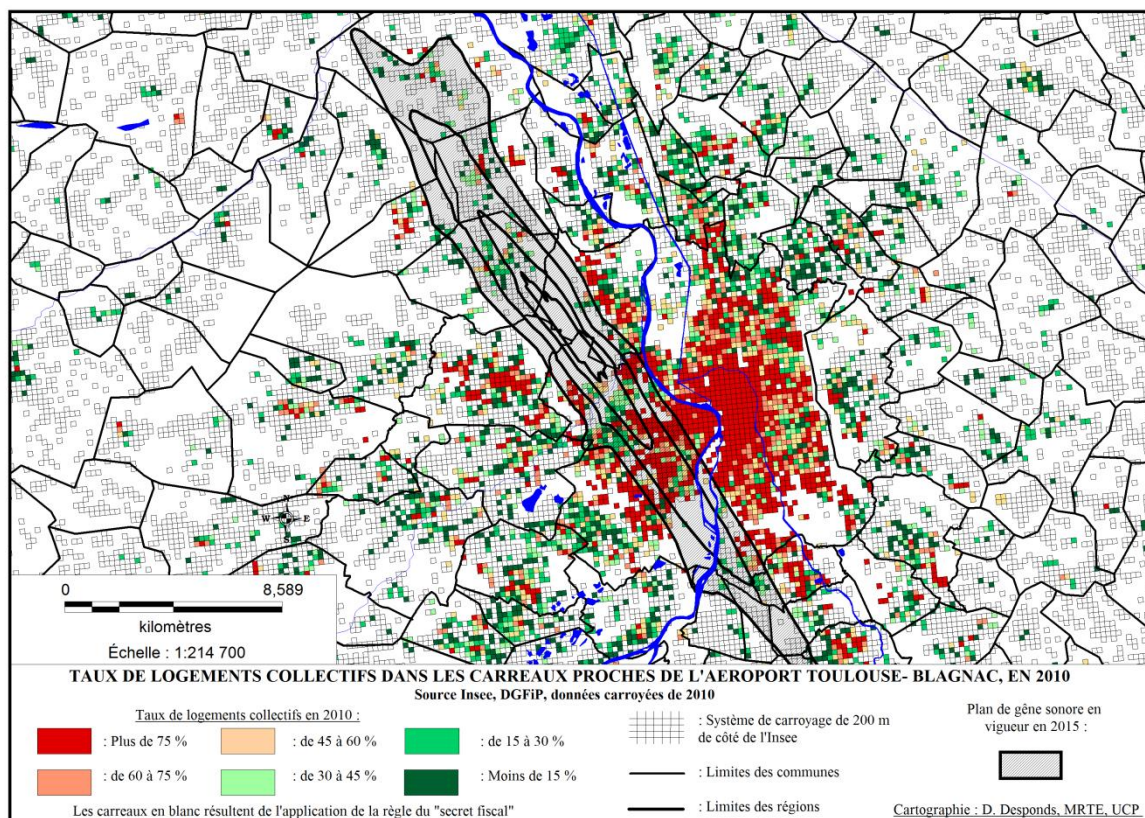 N
W E
S
0 8,589
kilomètres
Échelle : 1:214 700
TAUX DE LOGEMENTS COLLECTIFS DANS LES CARREAUX PROCHES DE L'AEROPORT TOULOUSE- BLAGNAC, EN 2010
Source Insee, DGFiP, données carroyées de 2010
Taux de logements collectifs en 2010 :
: Plus de 75 %
: de 45 à 60 %
: de 15 à 30 %
: de 60 à 75 %
: de 30 à 45 %
: Moins de 15 %
Les carreaux en blanc résultent de l'application de la règle du "secret fiscal"
: Système de carroyage de 200 m
de côté de l'Insee
: Limites des communes
: Limites des régions
Plan de gêne sonore en
vigueur en 2015 :
Cartographie : D. Desponds, MRTE, UCP